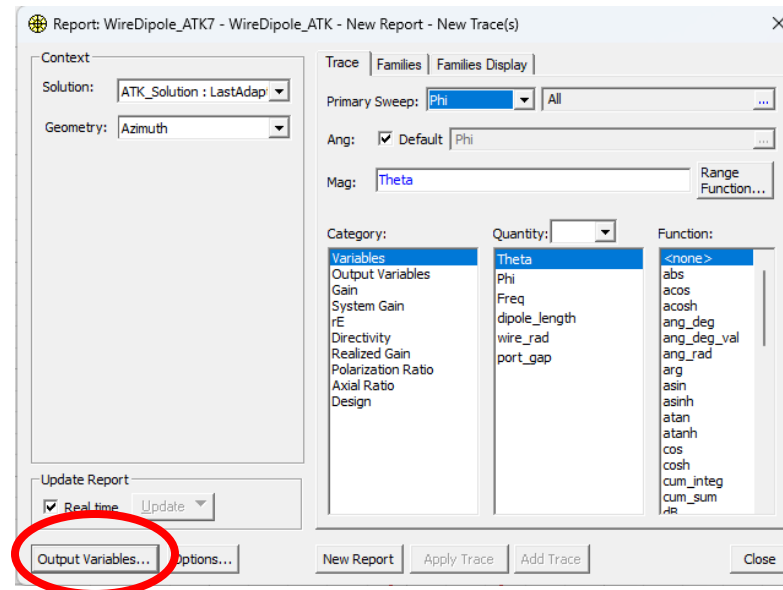 Report: WireDipole_ATK7 - WireDipole_ATK - New Report - New Trace(s)
Context
Solution: ATK_Solution : LastAdap
Geometry: Azimuth
Update Report
Real time Update
Output Variables... Options...
Trace Families Families Display
Primary Sweep: Phi All ...
Ang: Default Phi ...
Mag: Theta Range Function...
Category:
Variables
Output Variables
Gain
System Gain
rE
Directivity
Realized Gain
Polarization Ratio
Axial Ratio
Design
Quantity:
Theta
Phi
Freq
dipole_length
wire_rad
port_gap
Function:
<none>
abs
acos
acosh
ang_deg
ang_deg_val
ang_rad
arg
asin
asinh
atan
atanh
cos
cosh
cum_integ
cum_sum
dB
New Report Apply Trace Add Trace Close